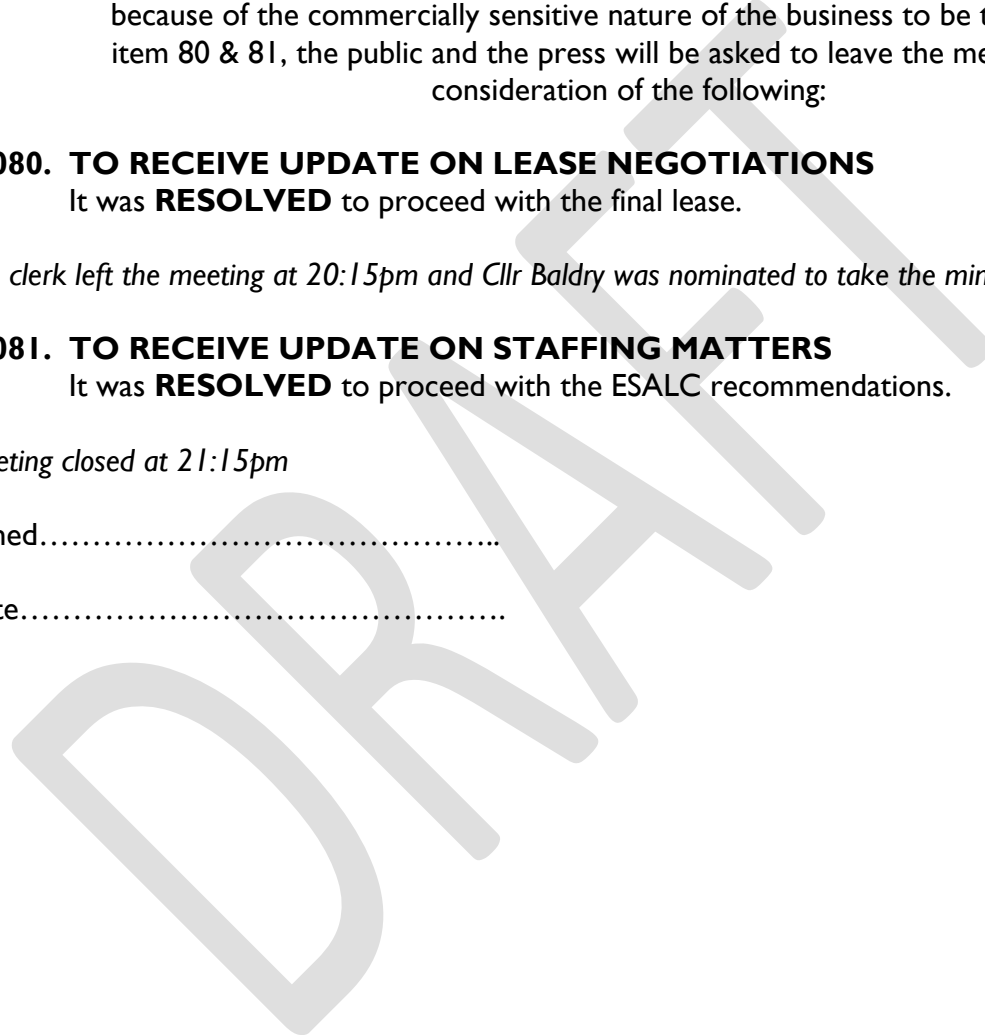 because of the commercially sensitive nature of the business to be
item 80 & 81, the public and the press will be asked to leave the
consideration of the following:
080. TO RECEIVE UPDATE ON LEASE NEGOTIATIONS
It was RESOLVED to proceed with the final lease.
clerk left the meeting at 20:15pm and Cllr Baldry was nominated to take the
081. TO RECEIVE UPDATE ON STAFFING MATTERS
It was RESOLVED to proceed with the ESALC recommendations.
eting closed at 21:15pm
ned…………………………………..
te……………………………………….
DRAFT